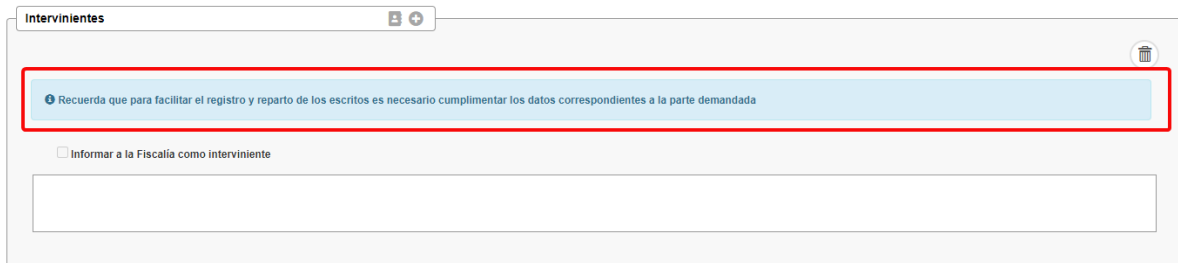 Intervinientes
Recuerda que para facilitar el registro y reparto de los escritos es necesario cumplimentar los datos correspondientes a la parte demandada
Informar a la Fiscalía como interviniente